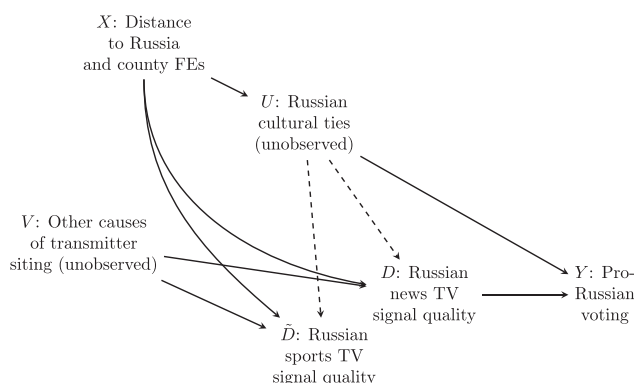 X: Distance
to Russia
and county FEs
U: Russian
cultural ties
(unobserved)
V: Other causes
of transmitter
siting (unobserved)
D: Russian
news TV
signal quality
Y: Pro-
Russian
voting
D̃: Russian
sports TV
signal quality